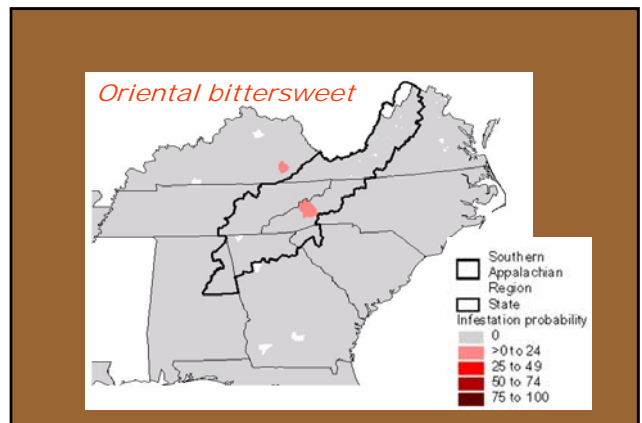 Oriental bittersweet
Southern
Appalachian
Region
State
Infestation probability
0
>0 to 24
25 to 49
50 to 74
75 to 100